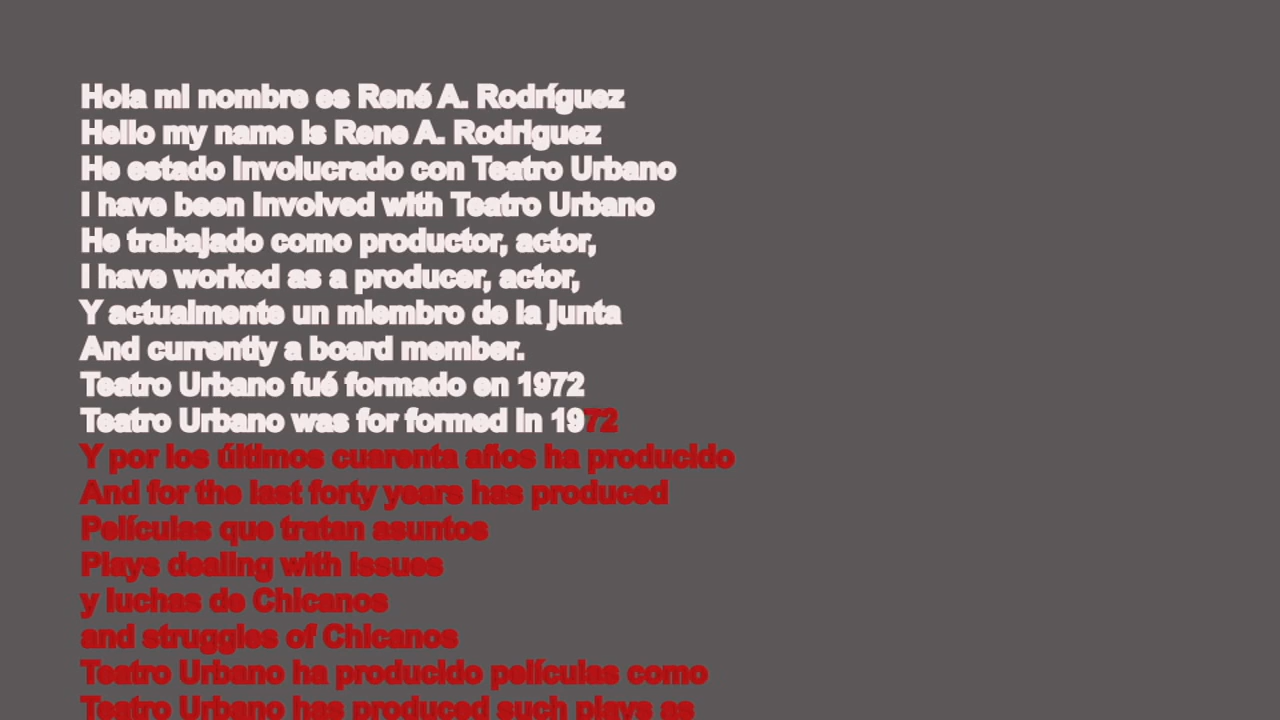 Hola mi nombre es René A. Rodríguez
Hello my name is Rene A. Rodriguez
He estado involucrado con Teatro Urbano
I have been involved with Teatro Urbano
He trabajado como productor, actor,
I have worked as a producer, actor,
Y actualmente un miembro de la junta
And currently a board member.
Teatro Urbano fué formado en 1972
Teatro Urbano was for formed in 1972
Y por los últimos cuarenta años ha producido
And for the last forty years has produced
Películas que tratan asuntos
Plays dealing with issues
y luchas de Chicanos
and struggles of Chicanos
Teatro Urbano ha producido películas como
Teatro Urbano has produced such plays as